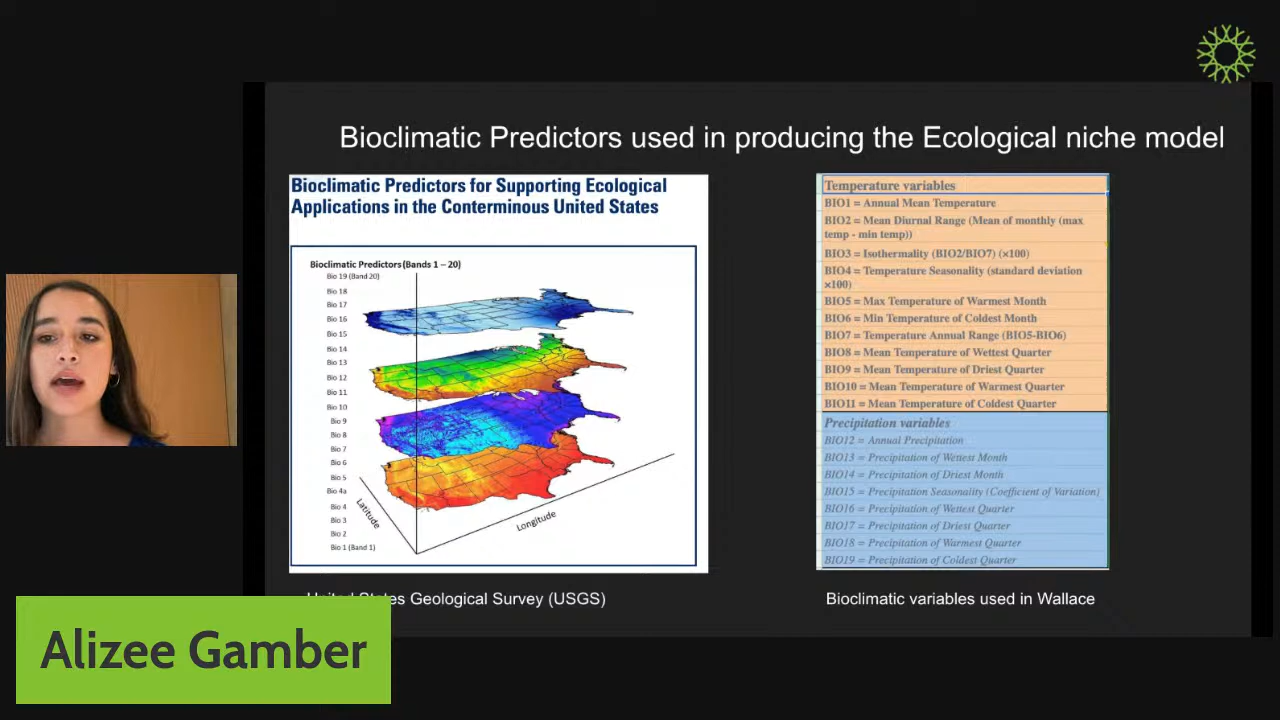 Bioclimatic Predictors used in producing the Ecological niche model
Bioclimatic Predictors for Supporting Ecological
Applications in the Conterminous United States
Bioclimatic Predictors (Bands 1 – 20)
Bio 19 (Band 20)
Bio 18
Bio 17
Bio 16
Bio 15
Bio 14
Bio 13
Bio 12
Bio 11
Bio 10
Bio 9
Bio 8
Bio 7
Bio 6
Bio 5
Bio 4a
Bio 4
Bio 3
Bio 2
Bio 1 (Band 1)
Latitude
Longitude
States Geological Survey (USGS)
Temperature variables
BIO1 = Annual Mean Temperature
BIO2 = Mean Diurnal Range (Mean of monthly (max
temp - min temp))
BIO3 = Isothermality (BIO2/BIO7) (×100)
BIO4 = Temperature Seasonality (standard deviation
×100)
BIO5 = Max Temperature of Warmest Month
BIO6 = Min Temperature of Coldest Month
BIO7 = Temperature Annual Range (BIO5-BIO6)
BIO8 = Mean Temperature of Wettest Quarter
BIO9 = Mean Temperature of Driest Quarter
BIO10 = Mean Temperature of Warmest Quarter
BIO11 = Mean Temperature of Coldest Quarter
Precipitation variables
BIO12 = Annual Precipitation
BIO13 = Precipitation of Wettest Month
BIO14 = Precipitation of Driest Month
BIO15 = Precipitation Seasonality (Coefficient of Variation)
BIO16 = Precipitation of Wettest Quarter
BIO17 = Precipitation of Driest Quarter
BIO18 = Precipitation of Warmest Quarter
BIO19 = Precipitation of Coldest Quarter
Bioclimatic variables used in Wallace
Alizee Gamber